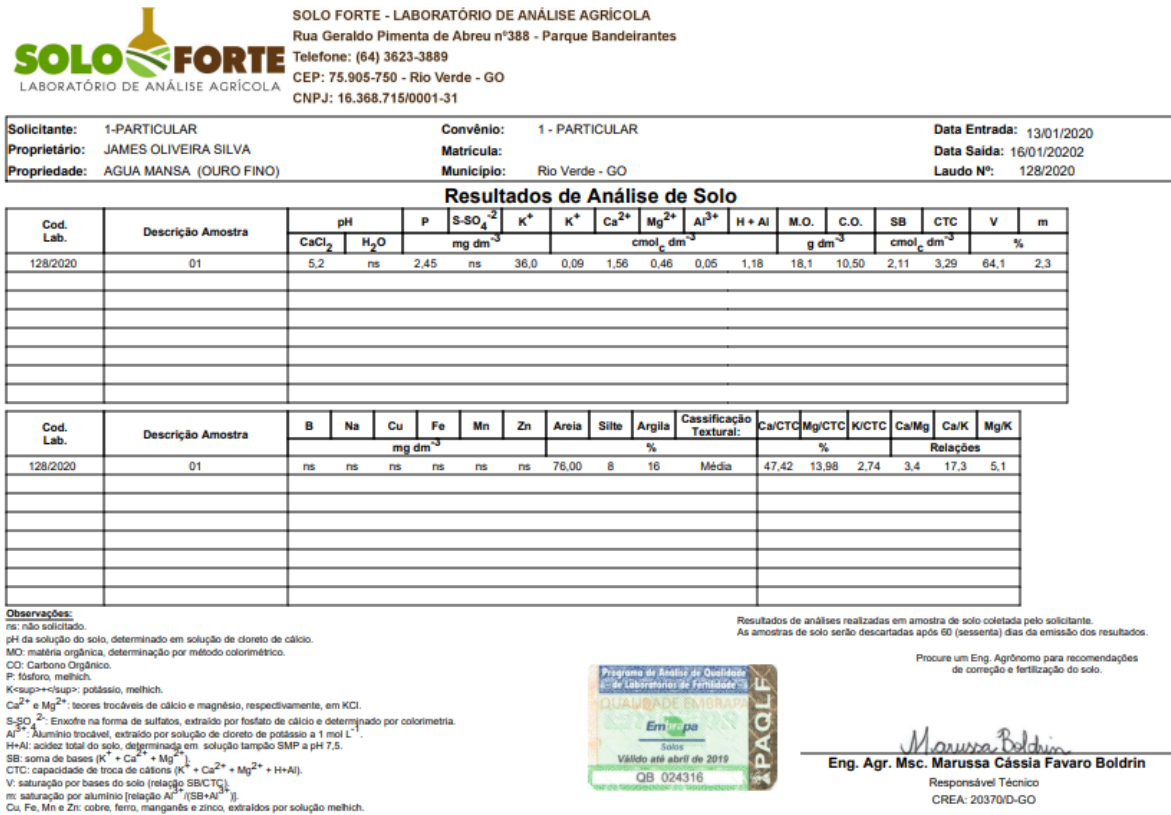 SOLO FORTE
LABORATÓRIO DE ANÁLISE AGRÍCOLA
SOLO FORTE - LABORATÓRIO DE ANÁLISE AGRÍCOLA
Rua Geraldo Pimenta de Abreu nº388 - Parque Bandeirantes
Telefone: (64) 3623-3889
CEP: 75.905-750 - Rio Verde - GO
CNPJ: 16.368.715/0001-31
Solicitante: 1-PARTICULAR Convênio: 1 - PARTICULAR Data Entrada: 13/01/2020
Proprietário: JAMES OLIVEIRA SILVA Matrícula: Data Saída: 16/01/20202
Propriedade: AGUA MANSA (OURO FINO) Município: Rio Verde - GO Laudo Nº: 128/2020
Resultados de Análise de Solo
Cod. Lab. Descrição Amostra pH P S-SO4-2 K+ K+ Ca2+ Mg2+ Al3+ H + Al M.O. C.O. SB CTC V m
CaCl2 H2O mg dm-3 cmolc dm-3 g dm-3 cmolc dm-3 %
128/2020 01 5,2 ns 2,45 ns 36,0 0,09 1,56 0,46 0,05 1,18 18,1 10,50 2,11 3,29 64,1 2,3
Cod. Lab. Descrição Amostra B Na Cu Fe Mn Zn Areia Silte Argila Cassificação Textural: Ca/CTC Mg/CTC K/CTC Ca/Mg Ca/K Mg/K
mg dm-3 % % Relações
128/2020 01 ns ns ns ns ns ns 76,00 8 16 Média 47,42 13,98 2,74 3,4 17,3 5,1
Observações:
ns: não solicitado.
pH da solução do solo, determinado em solução de cloreto de cálcio.
MO: matéria orgânica, determinação por método colorimétrico.
CO: Carbono Orgânico.
P: fósforo, melhich.
K<sup>+</sup>: potássio, melhich.
Ca2+ e Mg2+: teores trocáveis de cálcio e magnésio, respectivamente, em KCl.
S-SO4 2-: Enxofre na forma de sulfatos, extraído por fosfato de cálcio e determinado por colorimetria.
Al3+: Alumínio trocável, extraído por solução de cloreto de potássio a 1 mol L-1.
H+Al: acidez total do solo, determinada em solução tampão SMP a pH 7,5.
SB: soma de bases (K+ + Ca2+ + Mg2+).
CTC: capacidade de troca de cátions (K+ + Ca2+ + Mg2+ + H+Al).
V: saturação por bases do solo (relação SB/CTC).
m: saturação por alumínio [relação Al3+/(SB+Al3+)].
Cu, Fe, Mn e Zn: cobre, ferro, manganês e zinco, extraídos por solução melhich.
Resultados de análises realizadas em amostra de solo coletada pelo solicitante.
As amostras de solo serão descartadas após 60 (sessenta) dias da emissão dos resultados.
Procure um Eng. Agrônomo para recomendações
de correção e fertilização do solo.
Programa de Análise de Qualidade
de Laboratórios de Fertilidade
QUALIDADE EMBRAPA
Embrapa
Solos
Válido até abril de 2019
QB 024316
PAQLF
Marussa Boldrin
Eng. Agr. Msc. Marussa Cássia Favaro Boldrin
Responsável Técnico
CREA: 20370/D-GO